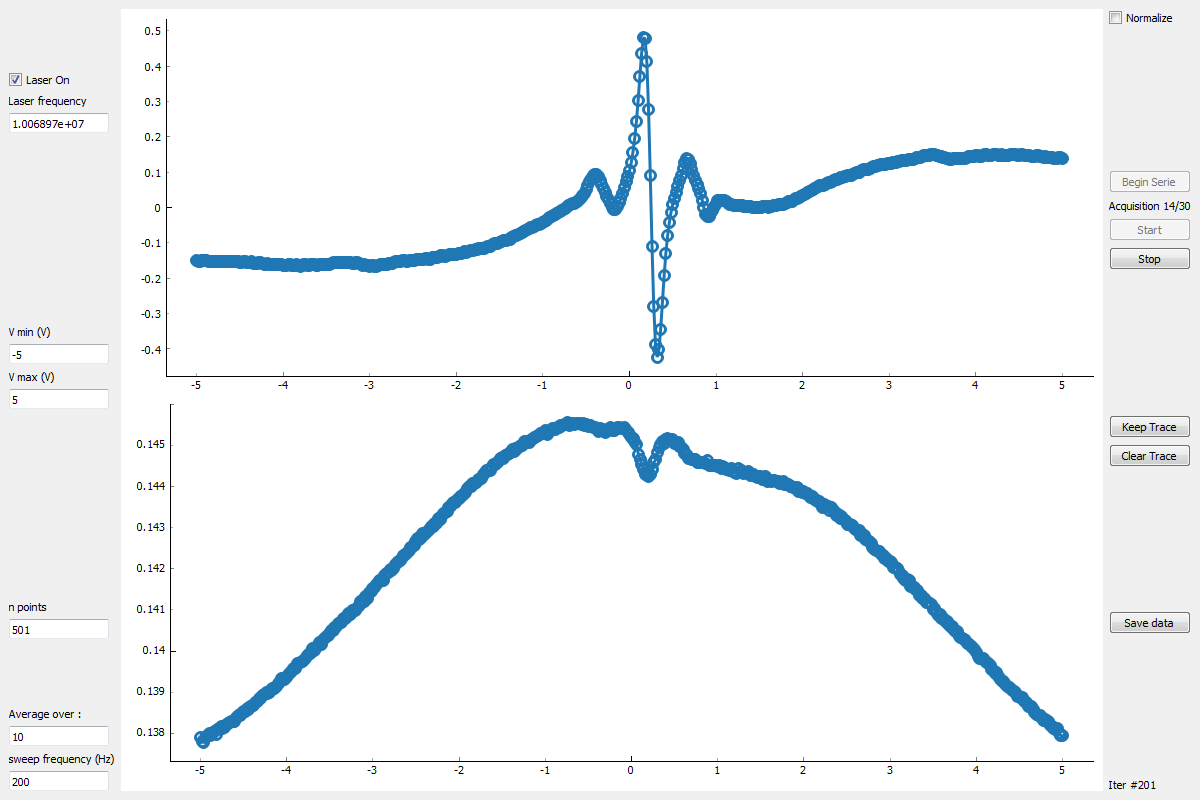 Laser On
Laser frequency
1.006897e+07
V min (V)
-5
V max (V)
5
n points
501
Average over :
10
sweep frequency (Hz)
200
0.5
0.4
0.3
0.2
0.1
0
-0.1
-0.2
-0.3
-0.4
-5 -4 -3 -2 -1 0 1 2 3 4 5
0.145
0.144
0.143
0.142
0.141
0.14
0.139
0.138
-5 -4 -3 -2 -1 0 1 2 3 4 5
Normalize
Begin Serie
Acquisition 14/30
Start
Stop
Keep Trace
Clear Trace
Save data
Iter #201